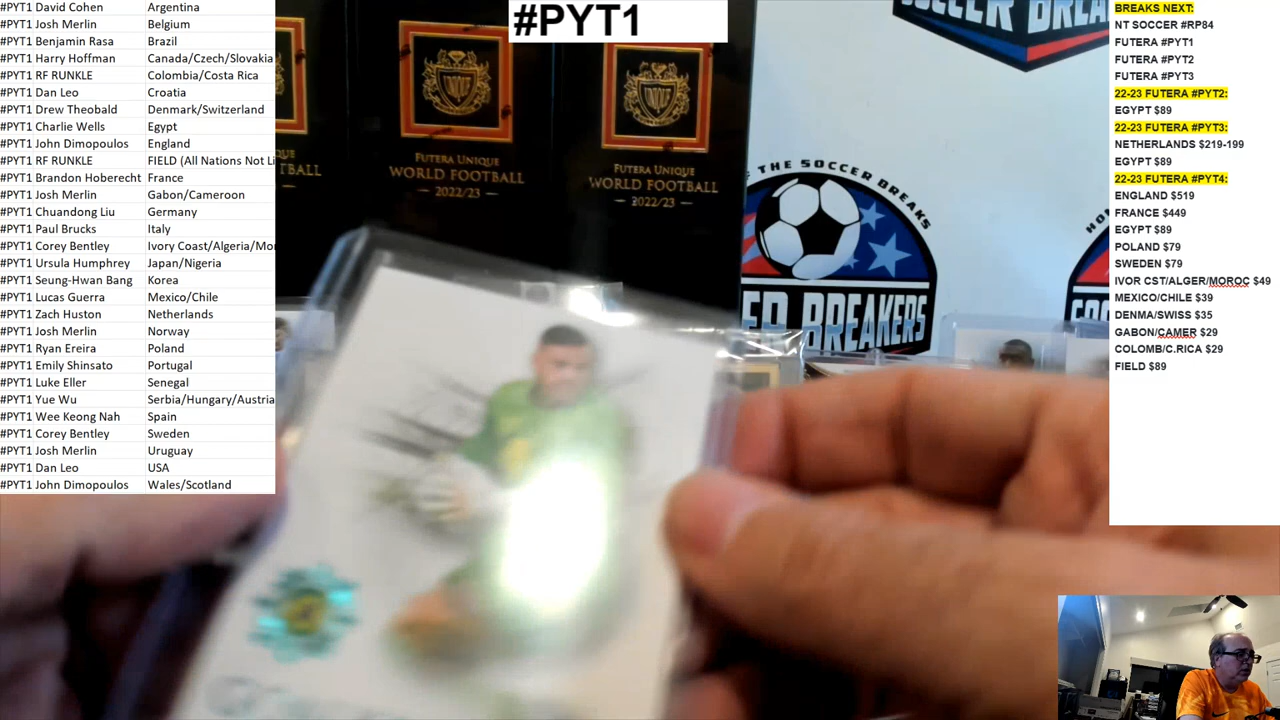 #PYT1
#PYT1 David Cohen Argentina
#PYT1 Josh Merlin Belgium
#PYT1 Benjamin Rasa Brazil
#PYT1 Harry Hoffman Canada/Czech/Slovakia
#PYT1 RF RUNKLE Colombia/Costa Rica
#PYT1 Dan Leo Croatia
#PYT1 Drew Theobald Denmark/Switzerland
#PYT1 Charlie Wells Egypt
#PYT1 John Dimopoulos England
#PYT1 RF RUNKLE FIELD (All Nations Not Li
#PYT1 Brandon Hoberecht France
#PYT1 Josh Merlin Gabon/Cameroon
#PYT1 Chuandong Liu Germany
#PYT1 Paul Brucks Italy
#PYT1 Corey Bentley Ivory Coast/Algeria/Mor
#PYT1 Ursula Humphrey Japan/Nigeria
#PYT1 Seung-Hwan Bang Korea
#PYT1 Lucas Guerra Mexico/Chile
#PYT1 Zach Huston Netherlands
#PYT1 Josh Merlin Norway
#PYT1 Ryan Ereira Poland
#PYT1 Emily Shinsato Portugal
#PYT1 Luke Eller Senegal
#PYT1 Yue Wu Serbia/Hungary/Austria
#PYT1 Wee Keong Nah Spain
#PYT1 Corey Bentley Sweden
#PYT1 Josh Merlin Uruguay
#PYT1 Dan Leo USA
#PYT1 John Dimopoulos Wales/Scotland
QUE
TBALL
FUTERA UNIQUE
WORLD FOOTBALL
2022/23
FUTERA UNIQUE
WORLD FOOTBALL
2022/23
SOCCER BREAK
THE SOCCER BREAKS
ER BREAKERS
HO
SOC
BREAKS NEXT:
NT SOCCER #RP84
FUTERA #PYT1
FUTERA #PYT2
FUTERA #PYT3
22-23 FUTERA #PYT2:
EGYPT $89
22-23 FUTERA #PYT3:
NETHERLANDS $219-199
EGYPT $89
22-23 FUTERA #PYT4:
ENGLAND $519
FRANCE $449
EGYPT $89
POLAND $79
SWEDEN $79
IVOR CST/ALGER/MOROC $49
MEXICO/CHILE $39
DENMA/SWISS $35
GABON/CAMER $29
COLOMB/C.RICA $29
FIELD $89